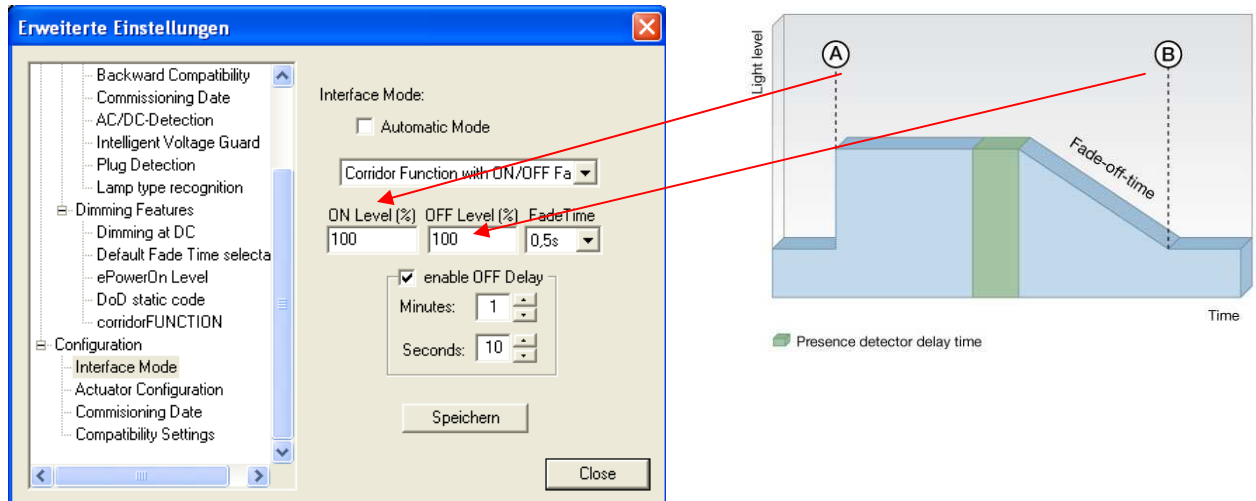 Erweiterte Einstellungen
Backward Compatibility
Commissioning Date
AC/DC-Detection
Intelligent Voltage Guard
Plug Detection
Lamp type recognition
Dimming Features
Dimming at DC
Default Fade Time selecta
ePowerOn Level
DoD static code
corridorFUNCTION
Configuration
Interface Mode
Actuator Configuration
Commisioning Date
Compatibility Settings
Interface Mode:
Automatic Mode
Corridor Function with ON/OFF Fa
ON Level (%) OFF Level (%) FadeTime
100 100 0,5s
enable OFF Delay
Minutes: 1
Seconds: 10
Speichern
Close
Light level
A
B
Fade-off-time
Time
Presence detector delay time